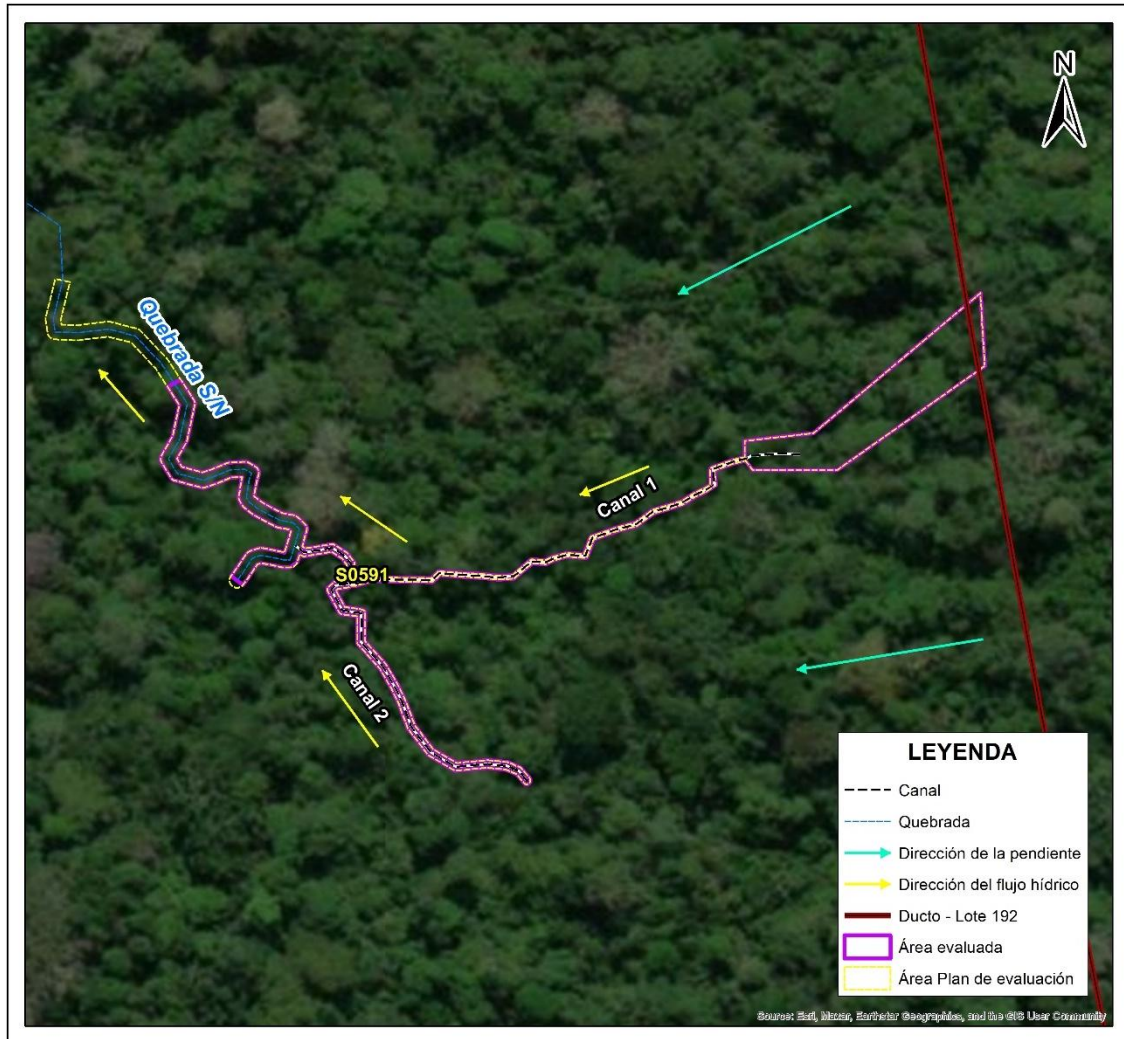 N
Quebrada S/N
Canal 1
S0591
Canal 2
LEYENDA
Canal
Quebrada
Dirección de la pendiente
Dirección del flujo hídrico
Ducto - Lote 192
Área evaluada
Área Plan de evaluación
Source: Esri, Maxar, Earthstar Geographics, and the GIS User Community